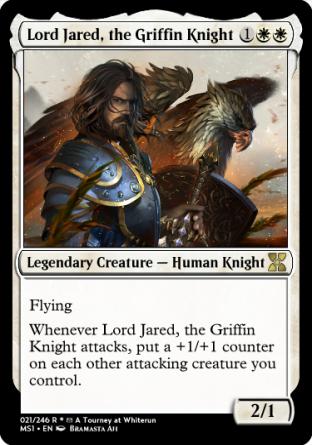 Lord Jared, the Griffin Knight 1
Legendary Creature — Human Knight
Flying
Whenever Lord Jared, the Griffin
Knight attacks, put a +1/+1 counter
on each other attacking creature you
control.
2/1
021/246 R * A Tourney at Whiterun
MS1 • EN Bramasta Aji